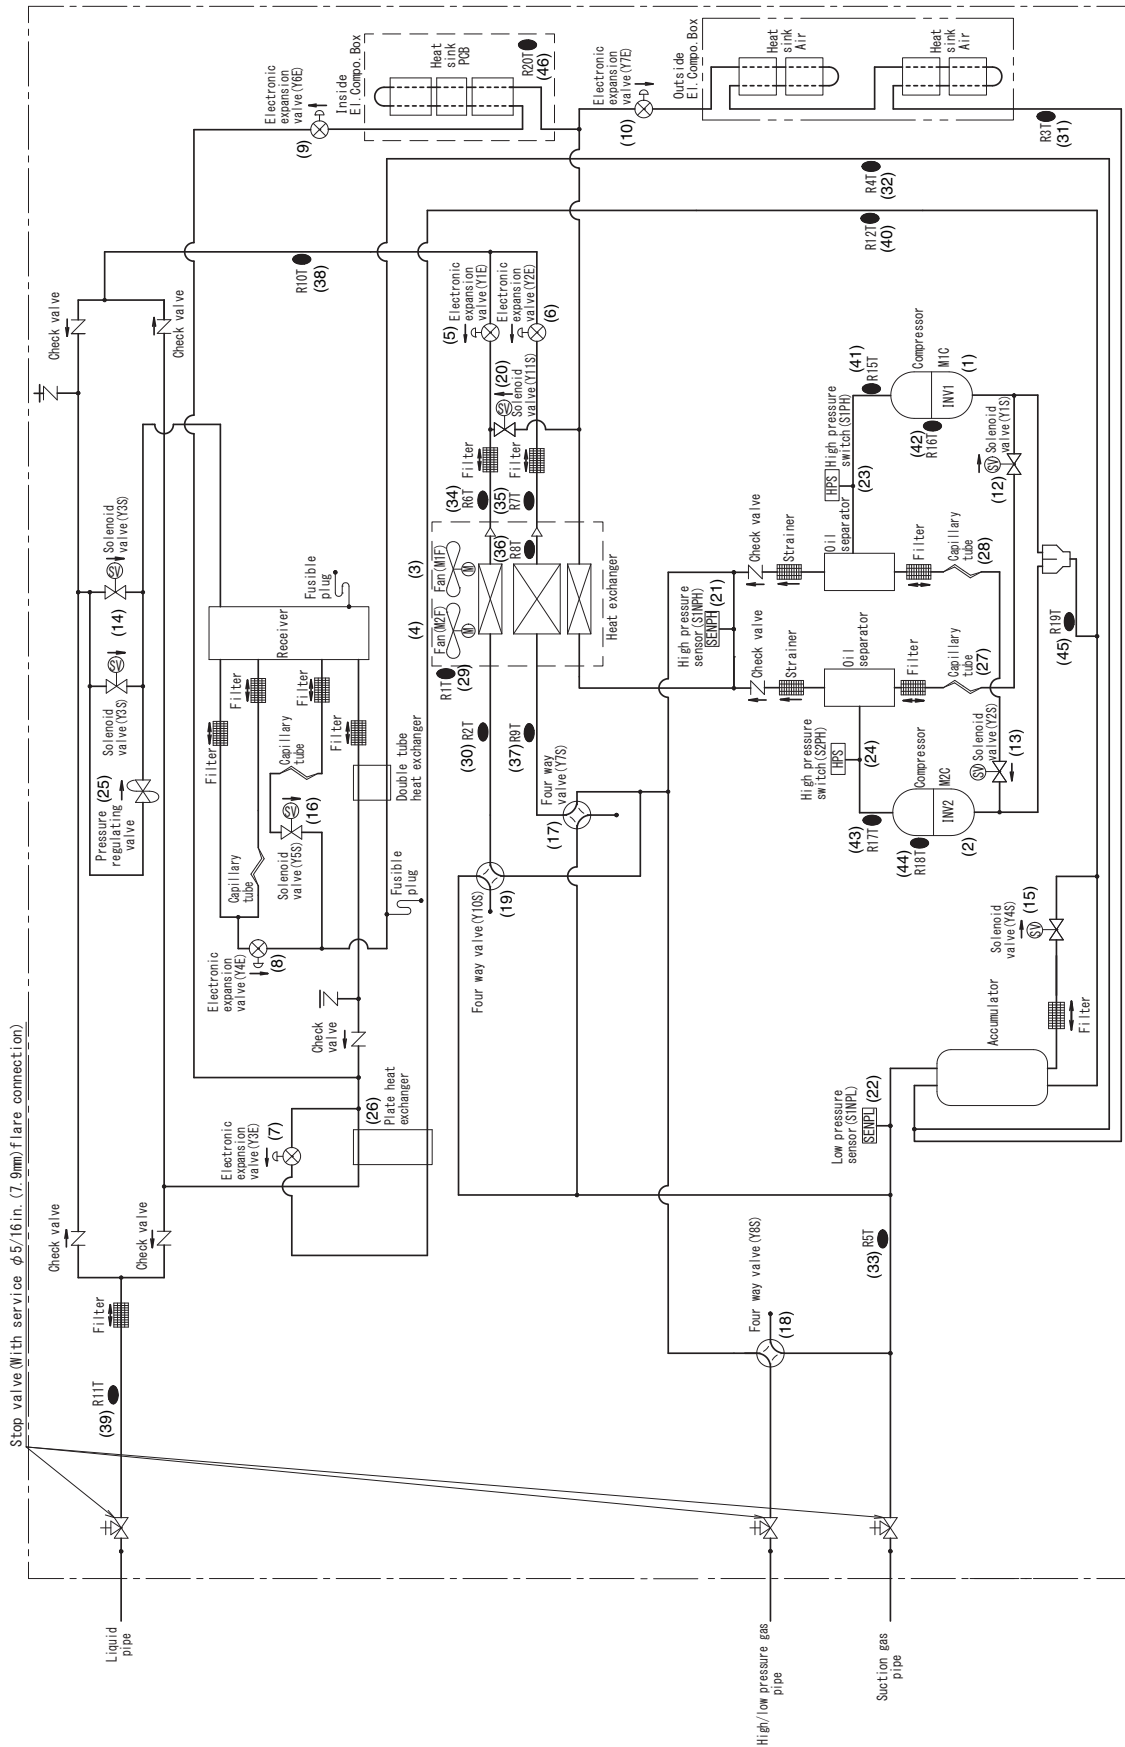 Stop valve(With service φ5/16in.(7.9mm)flare connection)
Liquid
pipe
(39)
R11T
Filter
Check valve
Check valve
Electronic
expansion
valve(Y3E)
(7)
(26)
Plate heat
exchanger
Check
valve
Electronic
expansion
valve(Y4E)
(8)
Fusible
plug
Capillary
tube
Solenoid
valve(Y5S)
(16)
Capillary
tube
Filter
Filter
Filter
Filter
Double tube
heat exchanger
Receiver
Fusible
plug
Pressure
regulating
valve
(25)
Solenoid
valve(Y3S)
(14)
Solenoid
valve(Y3S)
Check valve
Check valve
R10T
(38)
Electronic
expansion
valve(Y6E)
(9)
Inside
El.Compo.Box
Heat
sink
PCB
R20T
(46)
Electronic
expansion
valve(Y7E)
(10)
Outside
El.Compo.Box
Heat
sink
Air
Heat
sink
Air
R3T
(31)
R4T
(32)
R12T
(40)
(5)
Electronic
expansion
valve(Y1E)
Electronic
expansion
valve(Y2E)
(6)
(20)
Solenoid
valve(Y11S)
Filter
Filter
(34)
R6T
(35)
R7T
(36)
R8T
(3)
Fan(M1F)
M
(4)
Fan(M2F)
M
Heat exchanger
R1T
(29)
(30)
R2T
(37)
R9T
Four way
valve(Y7S)
(17)
Four way valve(Y10S)
(19)
High pressure
sensor(S1NPH)
SENPH
(21)
Check valve
Check valve
Strainer
Strainer
Oil
separator
Oil
separator
Filter
Filter
Capillary
tube
(28)
Capillary
tube
(27)
HPS
High pressure
switch(S1PH)
(23)
High pressure
switch(S2PH)
HPS
(24)
(41)
R15T
Compressor
M1C
INV1
(1)
(42)
R16T
(12)
SV
Solenoid
valve(Y1S)
SV
Solenoid
valve(Y2S)
(13)
(43)
R17T
Compressor
M2C
INV2
(2)
(44)
R18T
R19T
(45)
Solenoid
valve(Y4S)
(15)
SV
Filter
Accumulator
Low pressure
sensor(S1NPL)
SENPL
(22)
(33)
R5T
Four way valve(Y8S)
(18)
High/low pressure gas
pipe
Suction gas
pipe
SV
SV
SV
SV